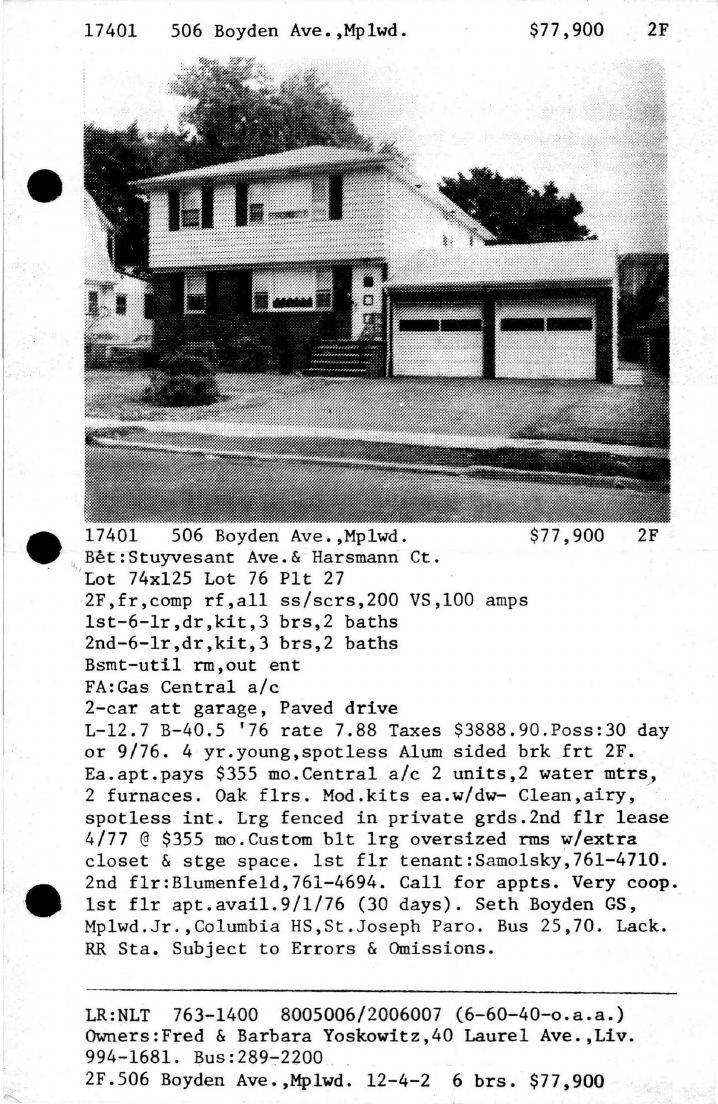 17401 506 Boyden Ave.,Mplwd. $77,900 2F
17401 506 Boyden Ave.,Mplwd. $77,900 2F
Bet:Stuyvesant Ave.& Harsmann Ct.
Lot 74x125 Lot 76 Plt 27
2F,fr,comp rf,all ss/scrs,200 VS,100 amps
1st-6-lr,dr,kit,3 brs,2 baths
2nd-6-lr,dr,kit,3 brs,2 baths
Bsmt-util rm,out ent
FA:Gas Central a/c
2-car att garage, Paved drive
L-12.7 B-40.5 '76 rate 7.88 Taxes $3888.90.Poss:30 day
or 9/76. 4 yr.young,spotless Alum sided brk frt 2F.
Ea.apt.pays $355 mo.Central a/c 2 units,2 water mtrs,
2 furnaces. Oak flrs. Mod.kits ea.w/dw- Clean,airy,
spotless int. Lrg fenced in private grds.2nd flr lease
4/77 @ $355 mo.Custom blt lrg oversized rms w/extra
closet & stge space. 1st flr tenant:Samolsky,761-4710.
2nd flr:Blumenfeld,761-4694. Call for appts. Very coop.
1st flr apt.avail.9/1/76 (30 days). Seth Boyden GS,
Mplwd.Jr.,Columbia HS,St.Joseph Paro. Bus 25,70. Lack.
RR Sta. Subject to Errors & Omissions.
LR:NLT 763-1400 8005006/2006007 (6-60-40-o.a.a.)
Owners:Fred & Barbara Yoskowitz,40 Laurel Ave.,Liv.
994-1681. Bus:289-2200
2F.506 Boyden Ave.,Mplwd. 12-4-2 6 brs. $77,900